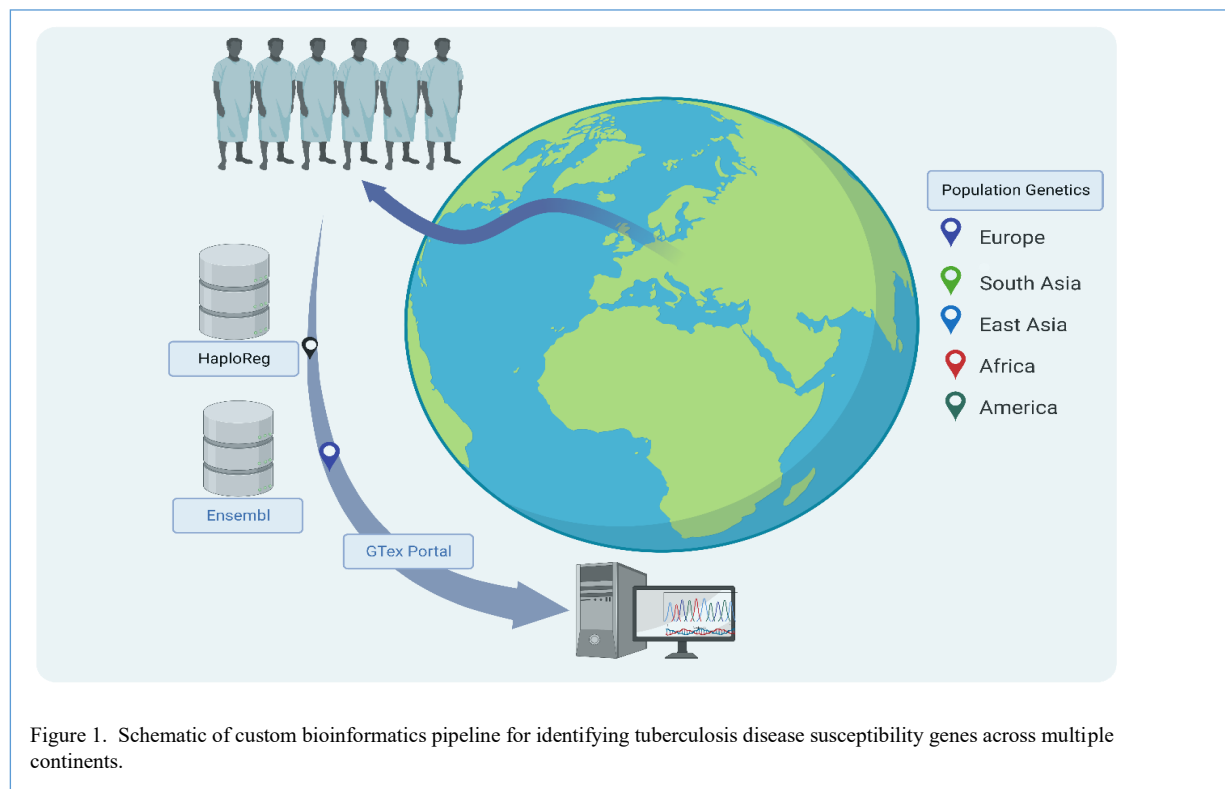 Population Genetics
Europe
South Asia
East Asia
Africa
America
HaploReg
Ensembl
GTex Portal
Figure 1. Schematic of custom bioinformatics pipeline for identifying tuberculosis disease susceptibility genes across multiple
continents.